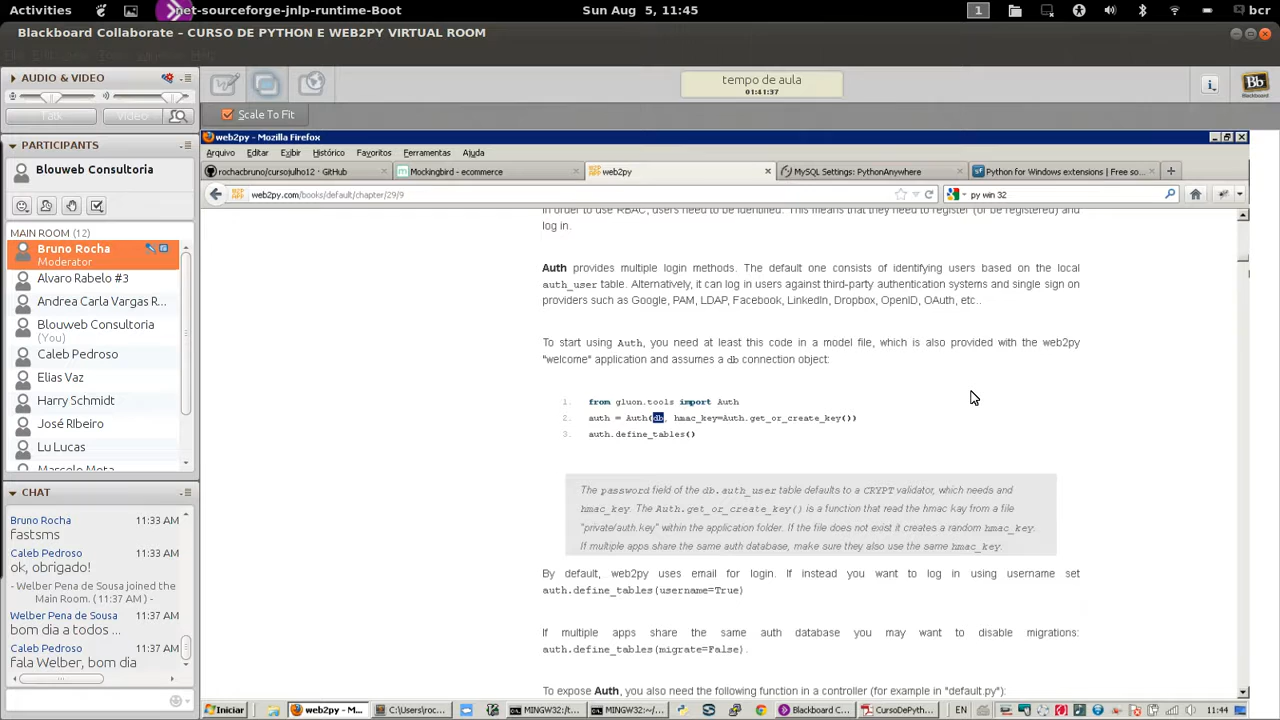 Activities
net-sourceforge-jnlp-runtime-Boot
Sun Aug 5, 11:45
1
bcr
Blackboard Collaborate – CURSO DE PYTHON E WEB2PY VIRTUAL ROOM
AUDIO & VIDEO
Talk
Video
tempo de aula
01:41:37
Bb
Scale To Fit
PARTICIPANTS
Blouweb Consultoria
MAIN ROOM (12)
Bruno Rocha
Moderator
Alvaro Rabelo #3
Andrea Carla Vargas R...
Blouweb Consultoria
(You)
Caleb Pedroso
Elias Vaz
Harry Schmidt
José RIbeiro
Lu Lucas
Marcelo Mota
CHAT
Bruno Rocha 11:33 AM
fastsms
Caleb Pedroso 11:33 AM
ok, obrigado!
- Welber Pena de Sousa joined the
Main Room. ( 11:37 AM ) -
Welber Pena de Sousa 11:37 AM
bom dia a todos ...
Caleb Pedroso 11:37 AM
fala Welber, bom dia
web2py - Mozilla Firefox
Arquivo Editar Exibir Histórico Favoritos Ferramentas Ajuda
rochacbruno/cursojulho12 · GitHub
Mockingbird - ecommerce
web2py
MySQL Settings: PythonAnywhere
Python for Windows extensions | Free so...
web2py.com/books/default/chapter/29/9
py win 32
In order to use RBAC, users need to be identified. This means that they need to register (or be registered) and
log in.
Auth provides multiple login methods. The default one consists of identifying users based on the local
auth_user table. Alternatively, it can log in users against third-party authentication systems and single sign on
providers such as Google, PAM, LDAP, Facebook, LinkedIn, Dropbox, OpenID, OAuth, etc..
To start using Auth, you need at least this code in a model file, which is also provided with the web2py
"welcome" application and assumes a db connection object:
1. from gluon.tools import Auth
2. auth = Auth(db, hmac_key=Auth.get_or_create_key())
3. auth.define_tables()
The password field of the db.auth_user table defaults to a CRYPT validator, which needs and
hmac_key. The Auth.get_or_create_key() is a function that read the hmac kay from a file
"private/auth.key" within the application folder. If the file does not exist it creates a random hmac_key.
If multiple apps share the same auth database, make sure they also use the same hmac_key.
By default, web2py uses email for login. If instead you want to log in using username set
auth.define_tables(username=True)
If multiple apps share the same auth database you may want to disable migrations:
auth.define_tables(migrate=False).
To expose Auth, you also need the following function in a controller (for example in "default.py"):
Iniciar
web2py - M...
C:\Users\roc...
MINGW32:/t...
MINGW32:~/...
Blackboard C...
CursoDePyth...
EN
11:44